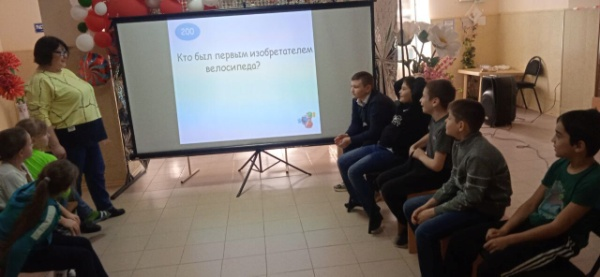 200
Кто был первым изобретателем
велосипеда?